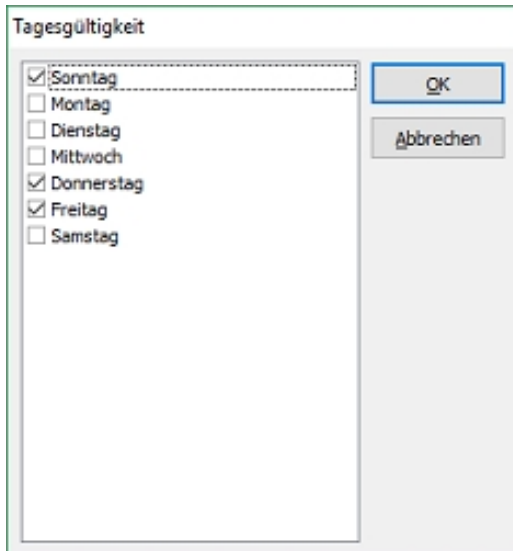 Tagesgültigkeit
Sonntag
Montag
Dienstag
Mittwoch
Donnerstag
Freitag
Samstag
OK
Abbrechen